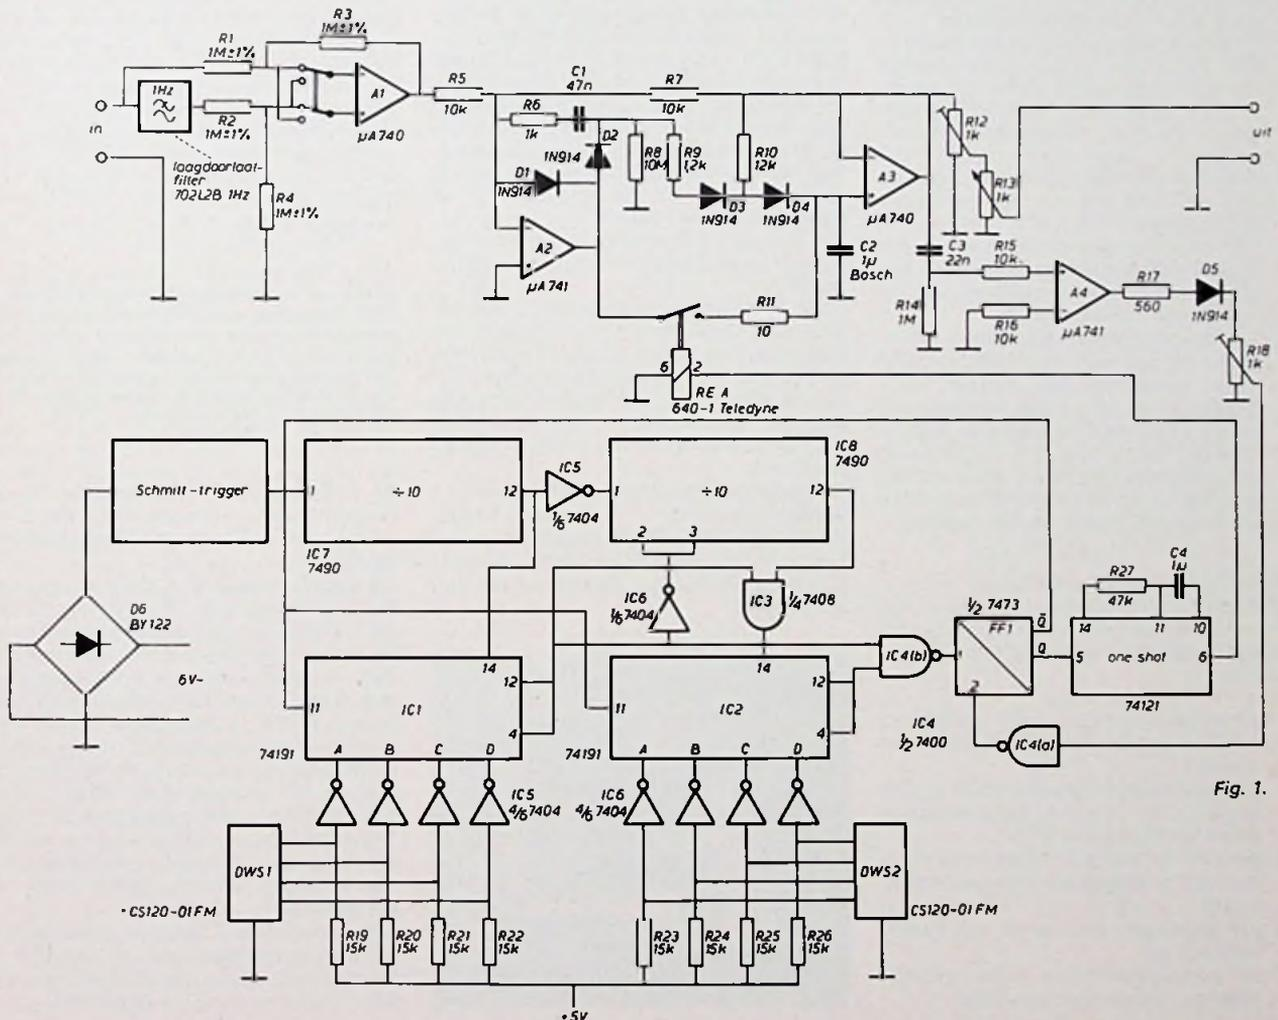 R3
1M±1%
R1
1M±1%
1Hz
in
R2
1M±1%
laagdoorlaat-
filter
702L2B 1Hz
R4
1M±1%
A1
µA740
R5
10k
C1
47n
R6
1k
D2
1N914
D1
1N914
A2
µA741
R7
10k
R8
10M
R9
1,2k
R10
12k
D3
1N914
D4
1N914
A3
µA740
C2
1µ
Bosch
R11
10
R12
1k
R13
1k
uit
C3
22n
R14
1M
R15
10k
R16
10k
A4
µA741
R17
560
D5
1N914
R18
1k
6
2
RE A
640-1 Teledyne
Schmitt-trigger
1
÷10
12
IC7
7490
IC5
1/6 7404
1
÷10
12
2
3
IC8
7490
IC6
1/6 7404
IC3
1/4 7408
D6
BY122
6V~
14
11
IC1
12
4
74191
A
B
C
D
14
11
IC2
12
4
74191
A
B
C
D
IC4(b)
IC4
1/2 7400
1/2 7473
FF1
Q̄
Q
1
2
R27
47k
C4
1µ
14
11
10
5
one shot
6
74121
IC4(a)
IC5
4/6 7404
IC6
4/6 7404
DWS1
CS120-01FM
DWS2
CS120-01FM
R19
15k
R20
15k
R21
15k
R22
15k
R23
15k
R24
15k
R25
15k
R26
15k
+5V
Fig. 1.